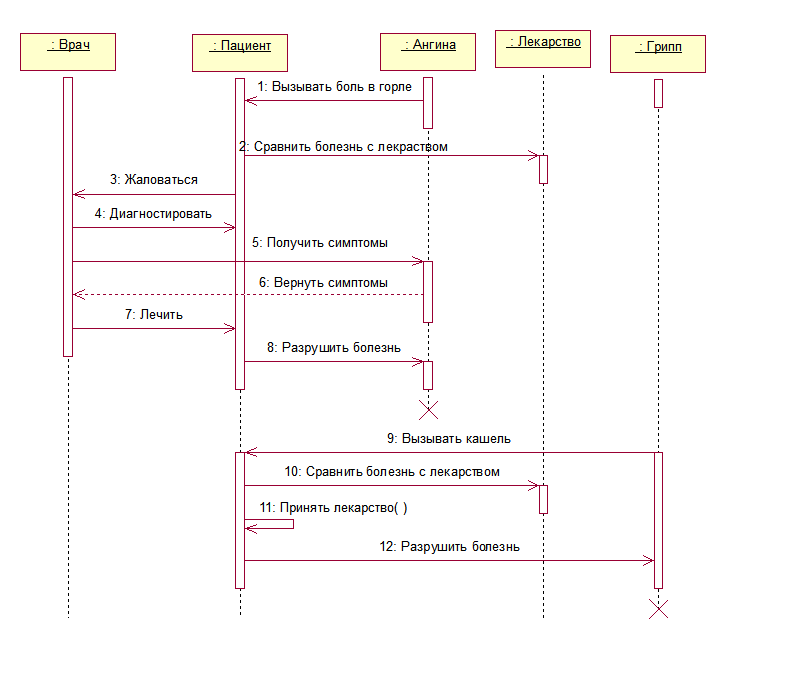 : Врач
: Пациент
: Ангина
: Лекарство
: Грипп
1: Вызывать боль в горле
2: Сравнить болезнь с лекраством
3: Жаловаться
4: Диагностировать
5: Получить симптомы
6: Вернуть симптомы
7: Лечить
8: Разрушить болезнь
9: Вызывать кашель
10: Сравнить болезнь с лекарством
11: Принять лекарство( )
12: Разрушить болезнь